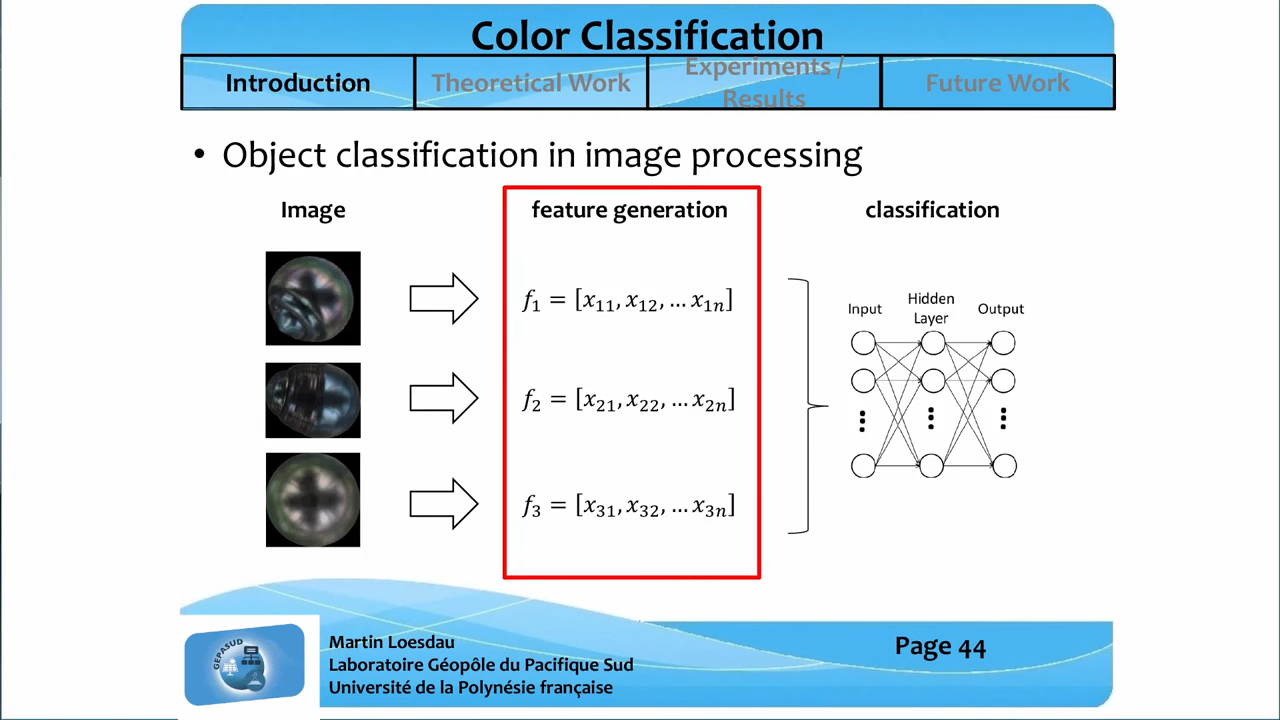 Color Classification
Introduction
Theoretical Work
Experiments /
Results
Future Work
• Object classification in image processing
Image
feature generation
classification
f₁ = [x₁₁, x₁₂, … x₁ₙ]
f₂ = [x₂₁, x₂₂, … x₂ₙ]
f₃ = [x₃₁, x₃₂, … x₃ₙ]
Input
Hidden
Layer
Output
GEPASUD
Martin Loesdau
Laboratoire Géopôle du Pacifique Sud
Université de la Polynésie française
Page 44